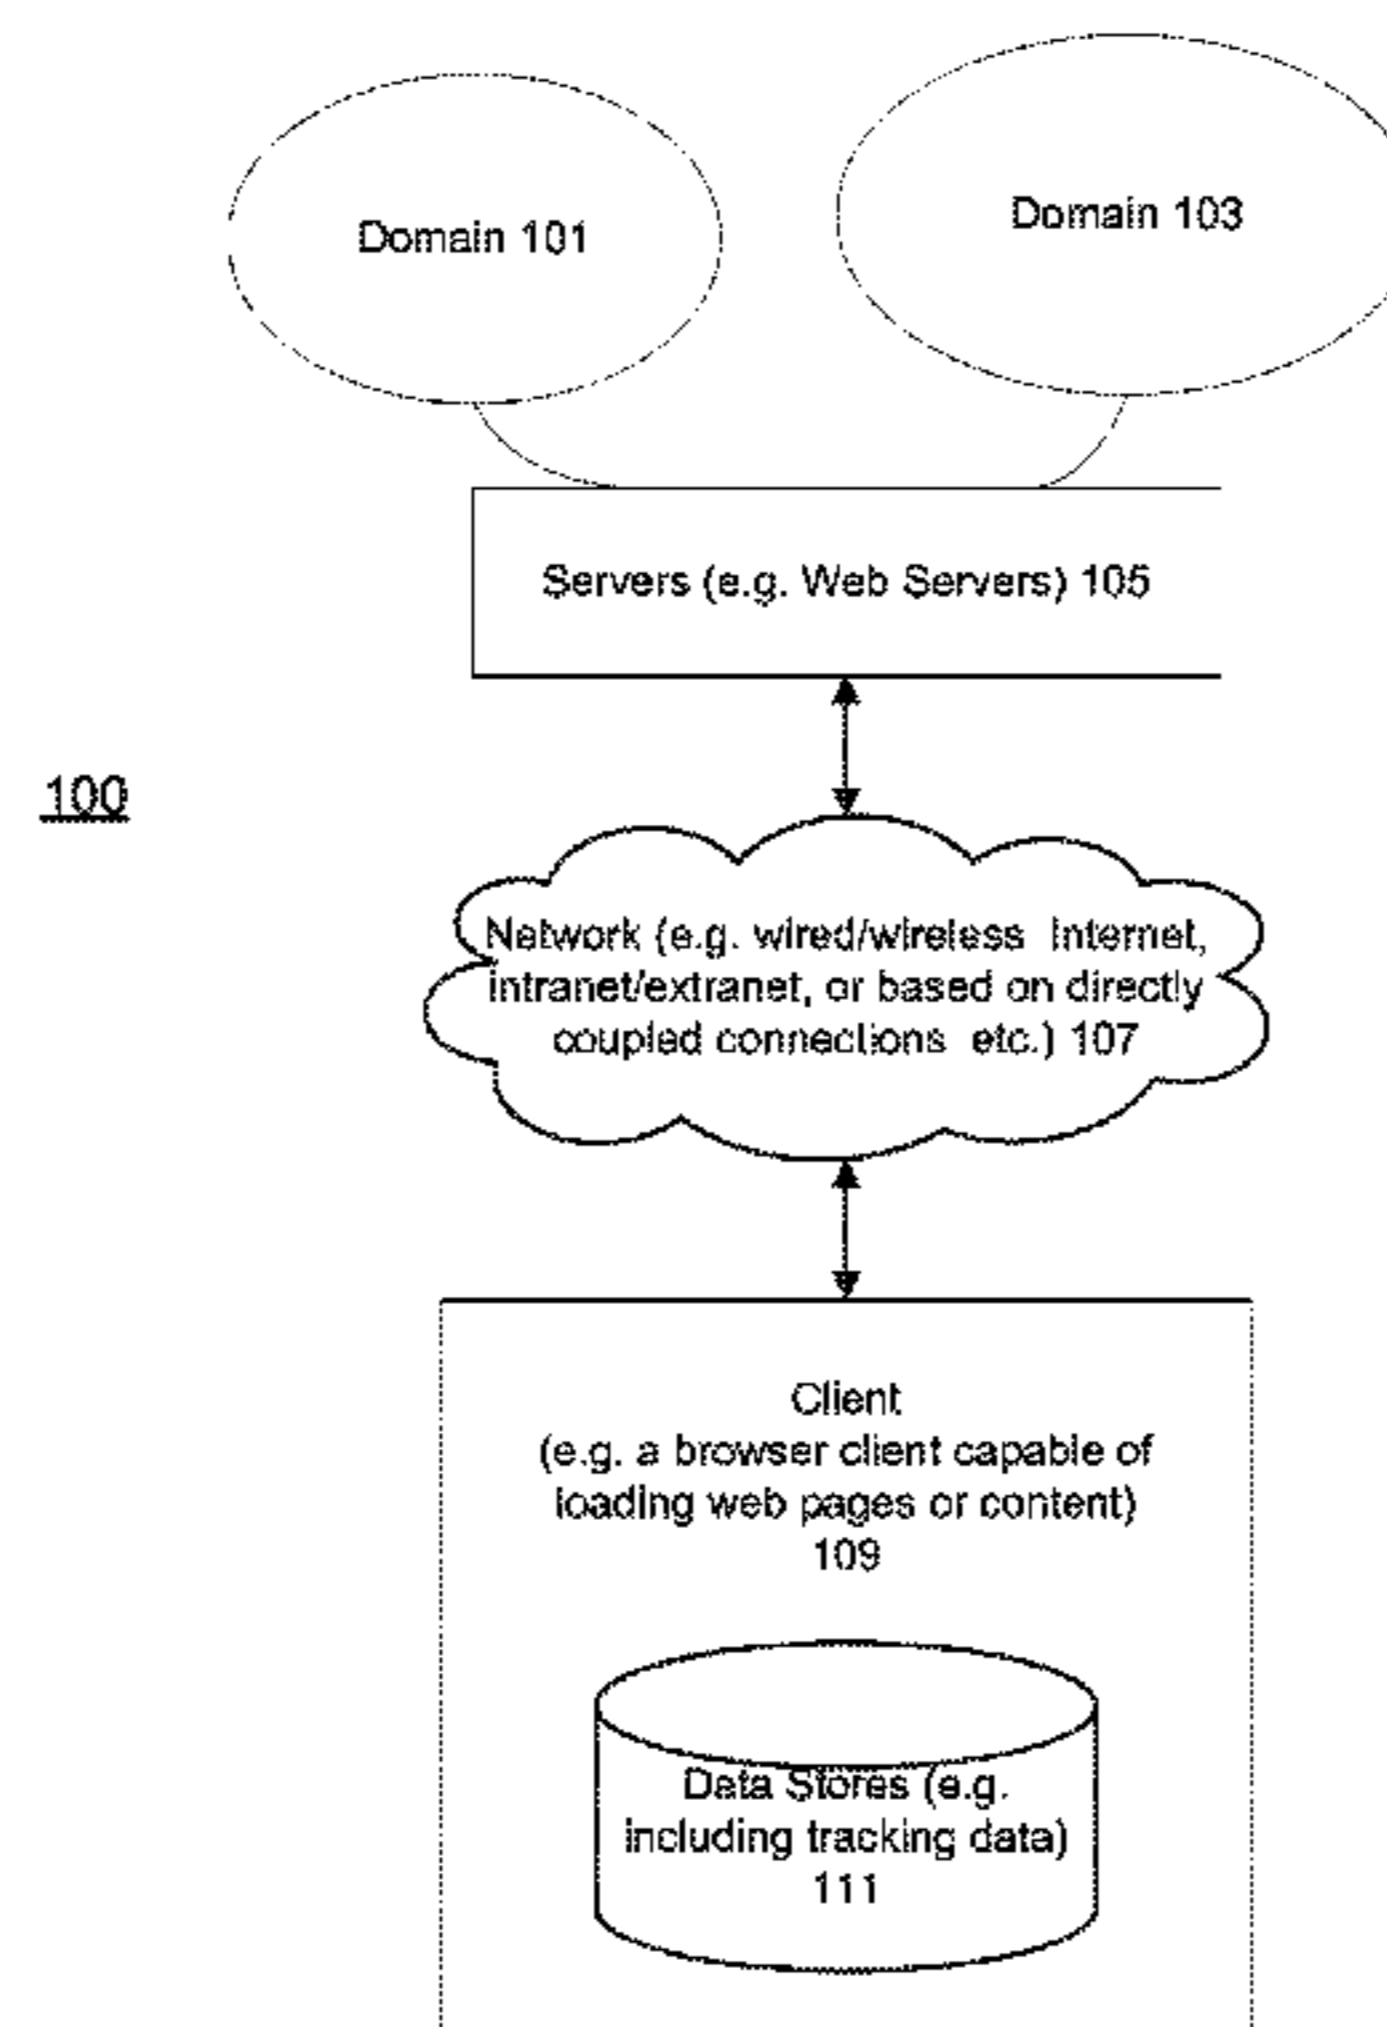 Domain 101
Domain 103
Servers (e.g. Web Servers) 105
100
Network (e.g. wired/wireless Internet,
intranet/extranet, or based on directly
coupled connections etc.) 107
Client
(e.g. a browser client capable of
loading web pages or content)
109
Data Stores (e.g.
including tracking data)
111